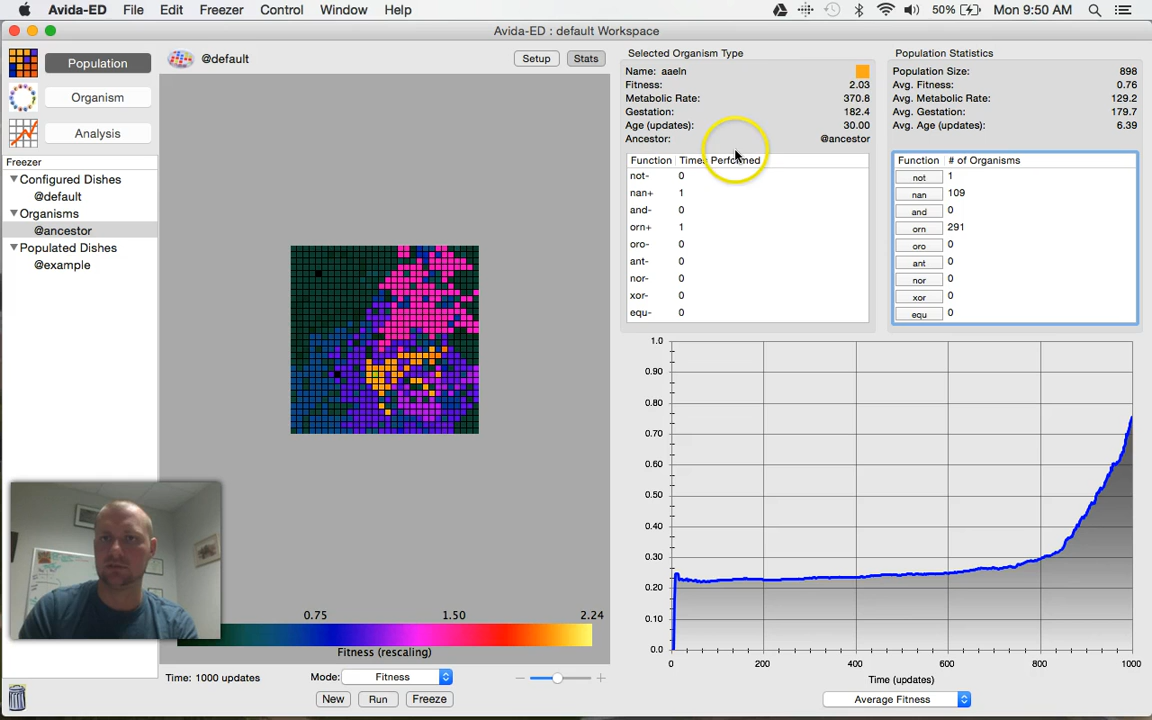 Avida-ED File Edit Freezer Control Window Help 50% Mon 9:50 AM
Avida-ED : default Workspace
Population
Organism
Analysis
Freezer
Configured Dishes
@default
Organisms
@ancestor
Populated Dishes
@example
@default Setup Stats
0.75 1.50 2.24
Fitness (rescaling)
Time: 1000 updates Mode: Fitness
New Run Freeze
Selected Organism Type
Name: aaeln
Fitness: 2.03
Metabolic Rate: 370.8
Gestation: 182.4
Age (updates): 30.00
Ancestor: @ancestor
Function Times Performed
not- 0
nan+ 1
and- 0
orn+ 1
oro- 0
ant- 0
nor- 0
xor- 0
equ- 0
Population Statistics
Population Size: 898
Avg. Fitness: 0.76
Avg. Metabolic Rate: 129.2
Avg. Gestation: 179.7
Avg. Age (updates): 6.39
Function # of Organisms
not 1
nan 109
and 0
orn 291
oro 0
ant 0
nor 0
xor 0
equ 0
1.0
0.90
0.80
0.70
0.60
0.50
0.40
0.30
0.20
0.10
0.0
0 200 400 600 800 1000
Time (updates)
Average Fitness